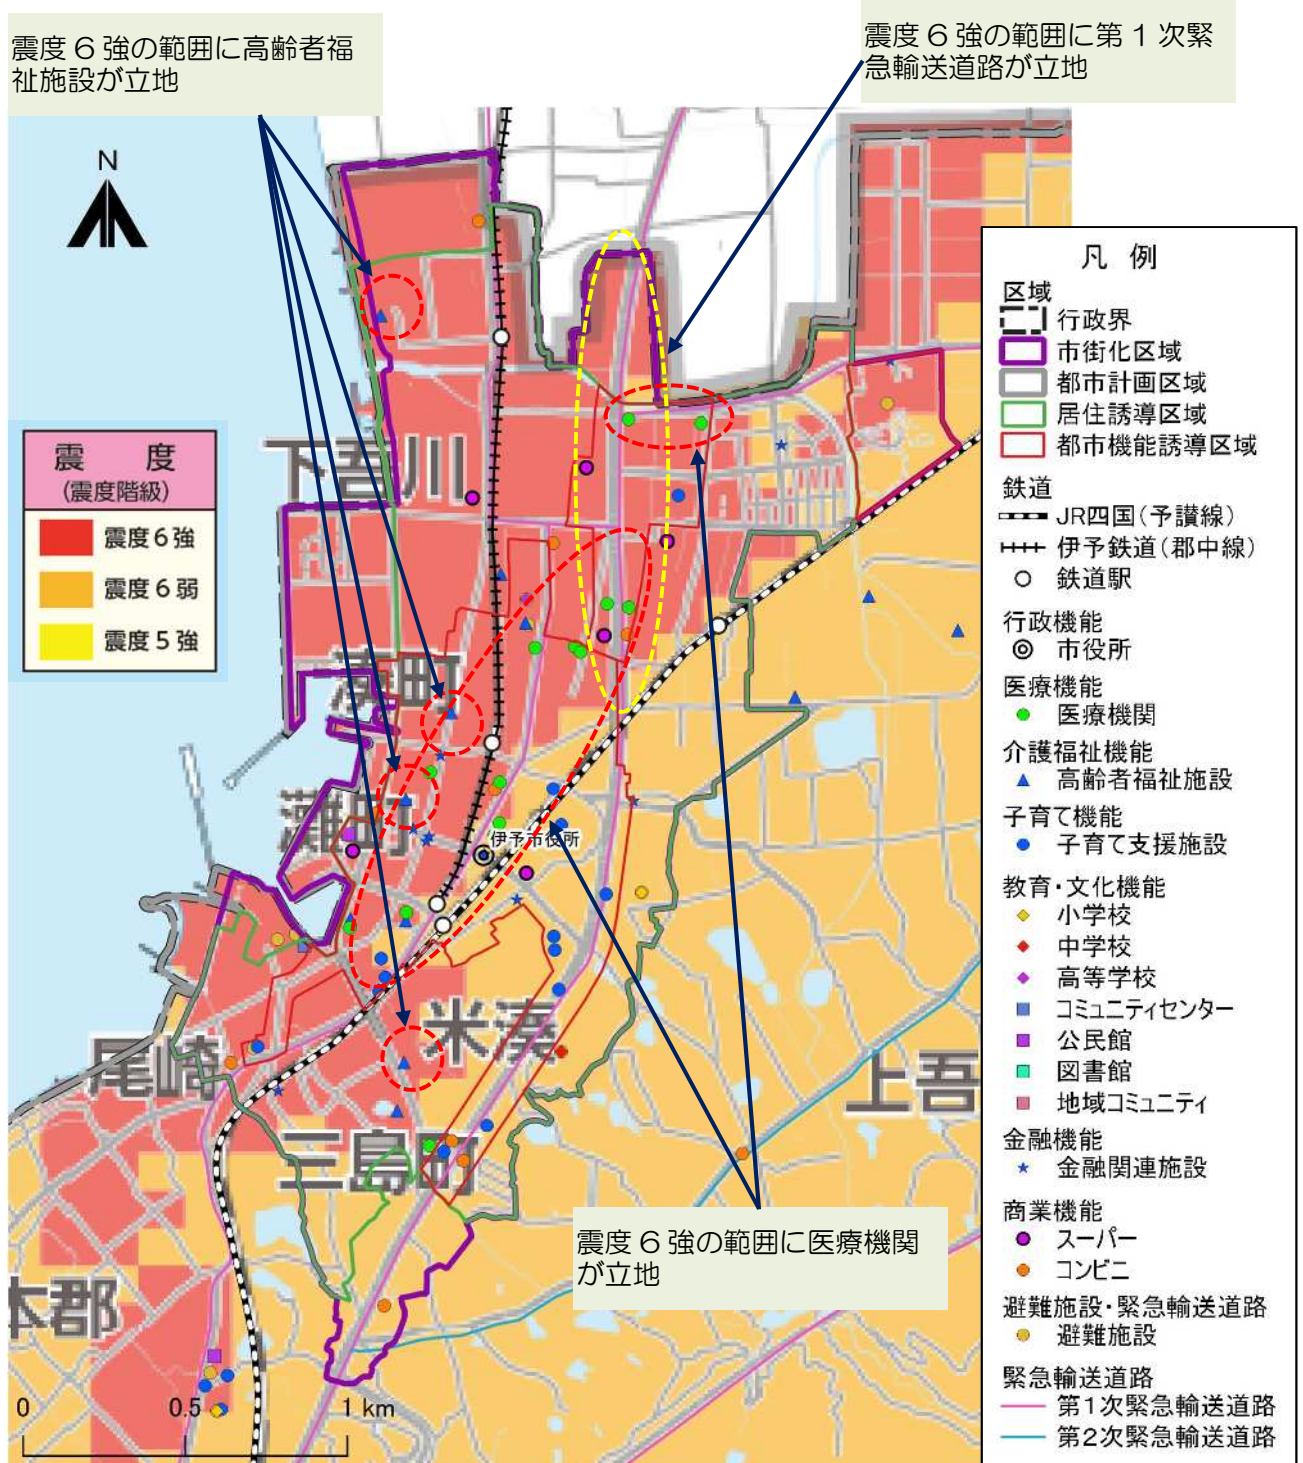 震度6強の範囲に高齢者福
祉施設が立地
震度6強の範囲に第1次緊
急輸送道路が立地
N
凡 例
区域
行政界
市街化区域
都市計画区域
居住誘導区域
都市機能誘導区域
鉄道
JR四国(予讃線)
伊予鉄道(郡中線)
鉄道駅
行政機能
市役所
医療機能
医療機関
介護福祉機能
高齢者福祉施設
子育て機能
子育て支援施設
教育・文化機能
小学校
中学校
高等学校
コミュニティセンター
公民館
図書館
地域コミュニティ
金融機能
金融関連施設
商業機能
スーパー
コンビニ
避難施設・緊急輸送道路
避難施設
緊急輸送道路
第1次緊急輸送道路
第2次緊急輸送道路
震 度
(震度階級)
震度6強
震度6弱
震度5強
下吾川
湊町
灘町
伊予市役所
米湊
尾崎
上吾
三島町
本郡
震度6強の範囲に医療機関
が立地
0 0.5 1 km